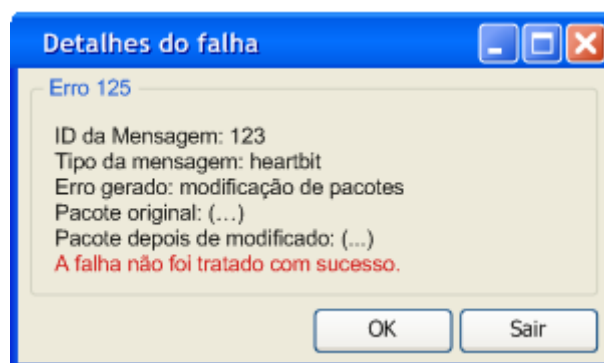 Detalhes do falha
Erro 125
ID da Mensagem: 123
Tipo da mensagem: heartbit
Erro gerado: modificação de pacotes
Pacote original: (...)
Pacote depois de modificado: (...)
A falha não foi tratado com sucesso.
OK Sair